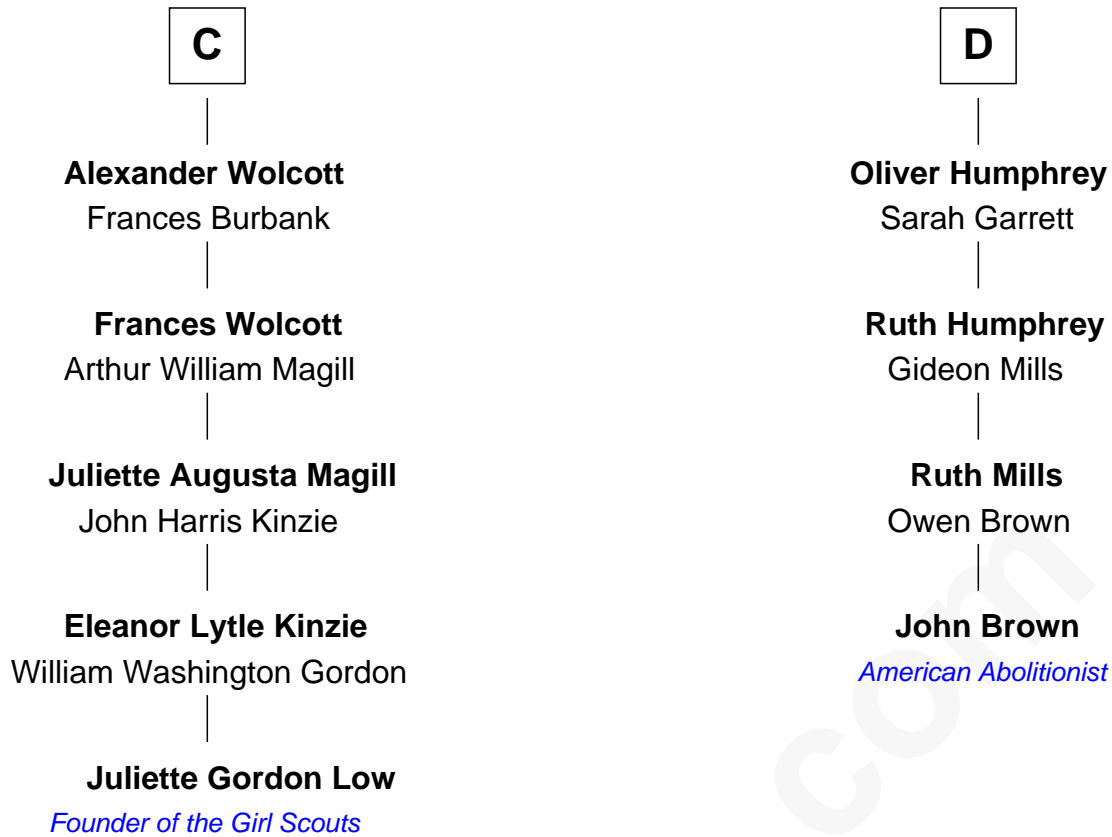 C
Alexander Wolcott
Frances Burbank
Frances Wolcott
Arthur William Magill
Juliette Augusta Magill
John Harris Kinzie
Eleanor Lytle Kinzie
William Washington Gordon
Juliette Gordon Low
Founder of the Girl Scouts
D
Oliver Humphrey
Sarah Garrett
Ruth Humphrey
Gideon Mills
Ruth Mills
Owen Brown
John Brown
American Abolitionist
com